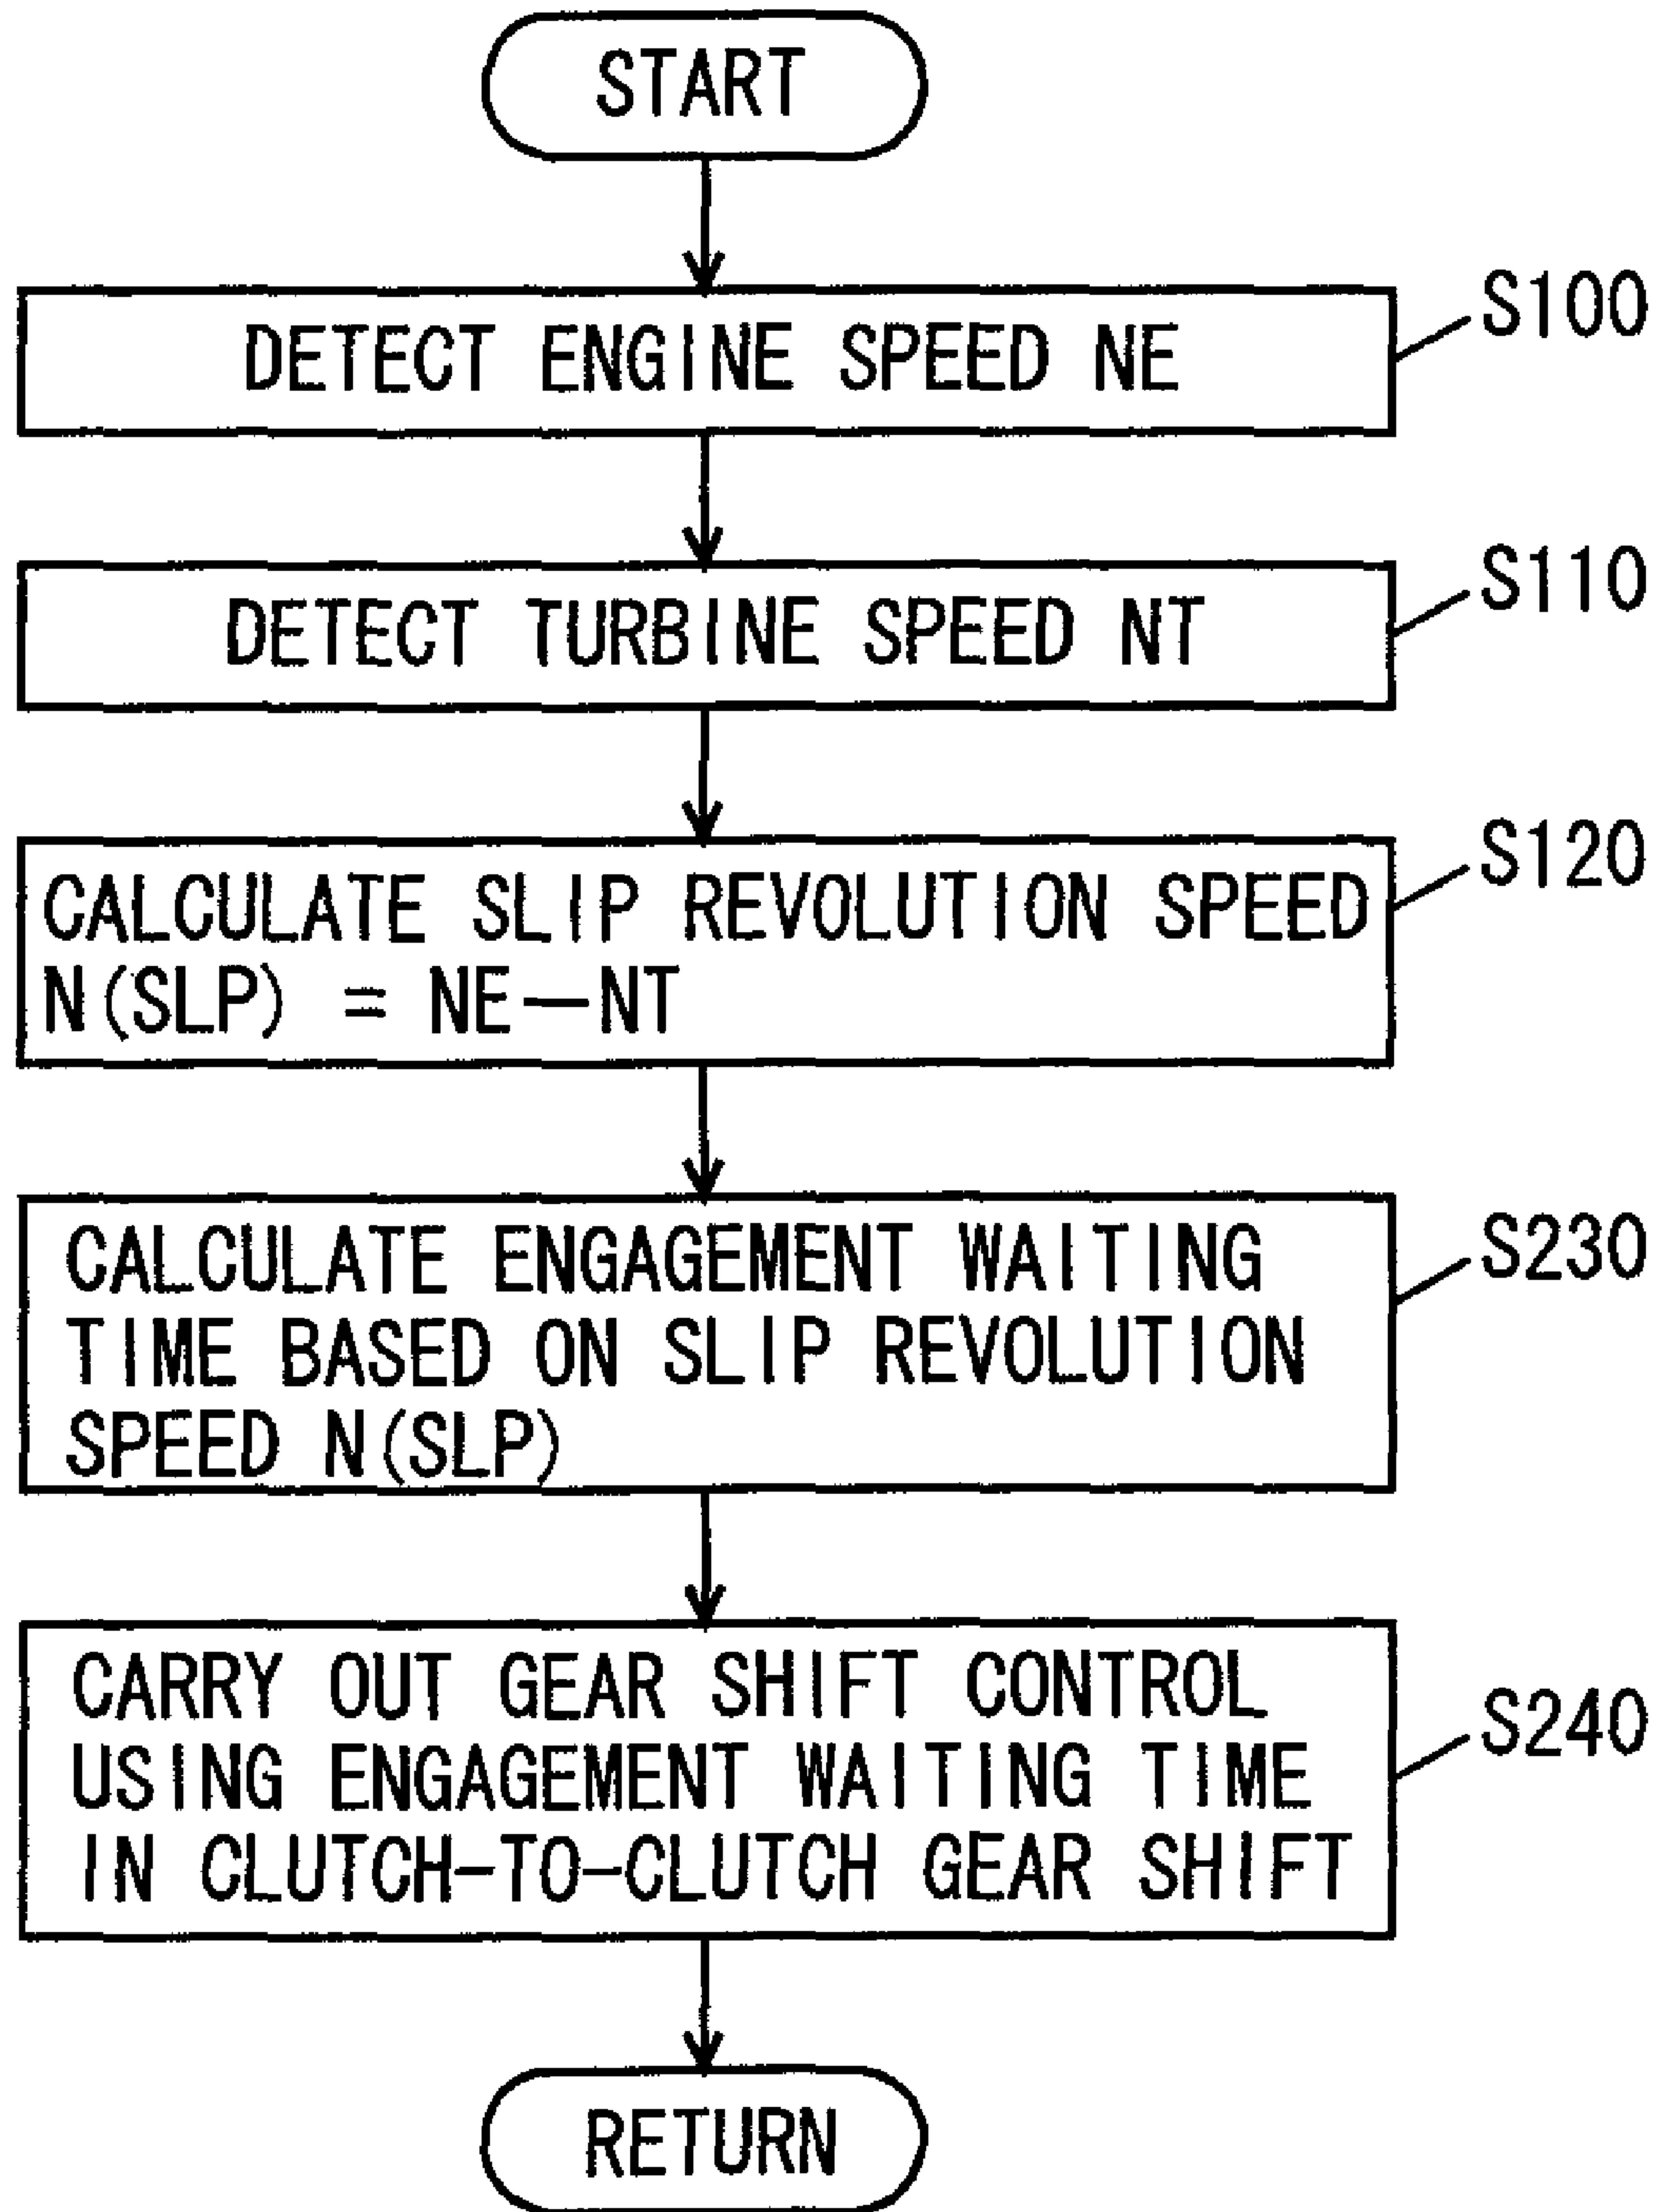 START
DETECT ENGINE SPEED NE
S100
DETECT TURBINE SPEED NT
S110
CALCULATE SLIP REVOLUTION SPEED
N(SLP) = NE—NT
S120
CALCULATE ENGAGEMENT WAITING
TIME BASED ON SLIP REVOLUTION
SPEED N(SLP)
S230
CARRY OUT GEAR SHIFT CONTROL
USING ENGAGEMENT WAITING TIME
IN CLUTCH-TO-CLUTCH GEAR SHIFT
S240
RETURN